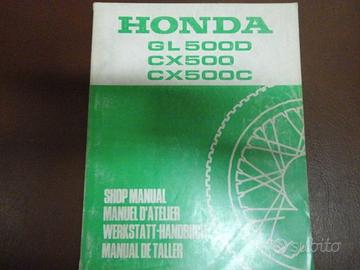 HONDA
GL500D
CX500
CX500C
SHOP MANUAL
MANUEL D'ATELIER
WERKSTATT-HANDBUCH
MANUAL DE TALLER
subito